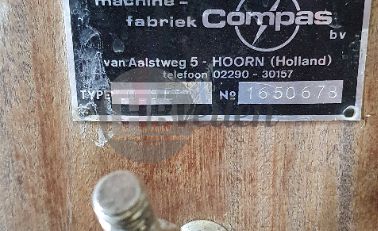 machine-
fabriek Compas
bv
van Aalstweg 5 - HOORN (Holland)
telefoon 02290 - 30157
TYPE No 1650678